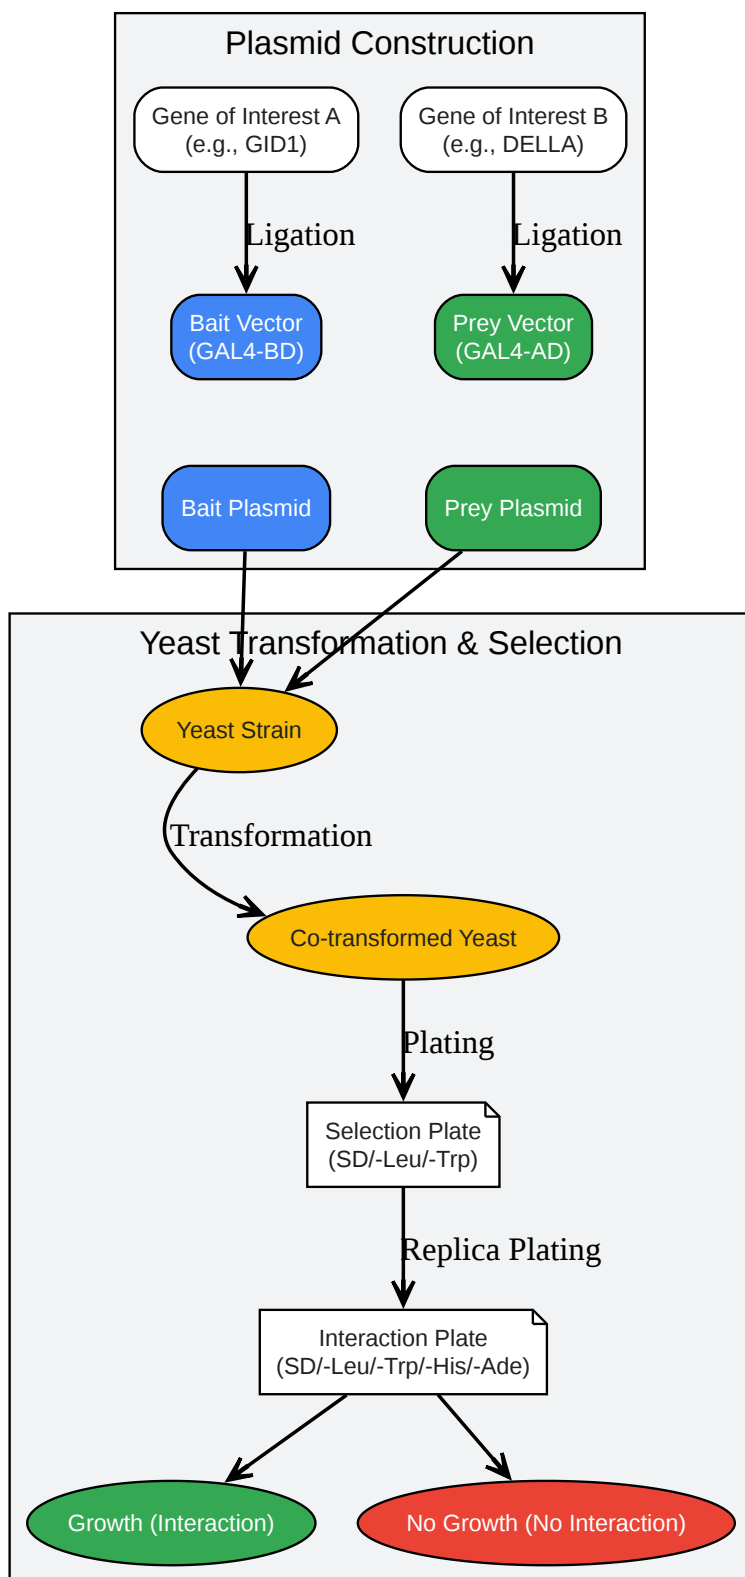 Plasmid Construction
Gene of Interest A
(e.g., GID1)
Gene of Interest B
(e.g., DELLA)
Ligation
Ligation
Bait Vector
(GAL4-BD)
Prey Vector
(GAL4-AD)
Bait Plasmid
Prey Plasmid
Yeast Transformation & Selection
Yeast Strain
Transformation
Co-transformed Yeast
Plating
Selection Plate
(SD/-Leu/-Trp)
Replica Plating
Interaction Plate
(SD/-Leu/-Trp/-His/-Ade)
Growth (Interaction)
No Growth (No Interaction)